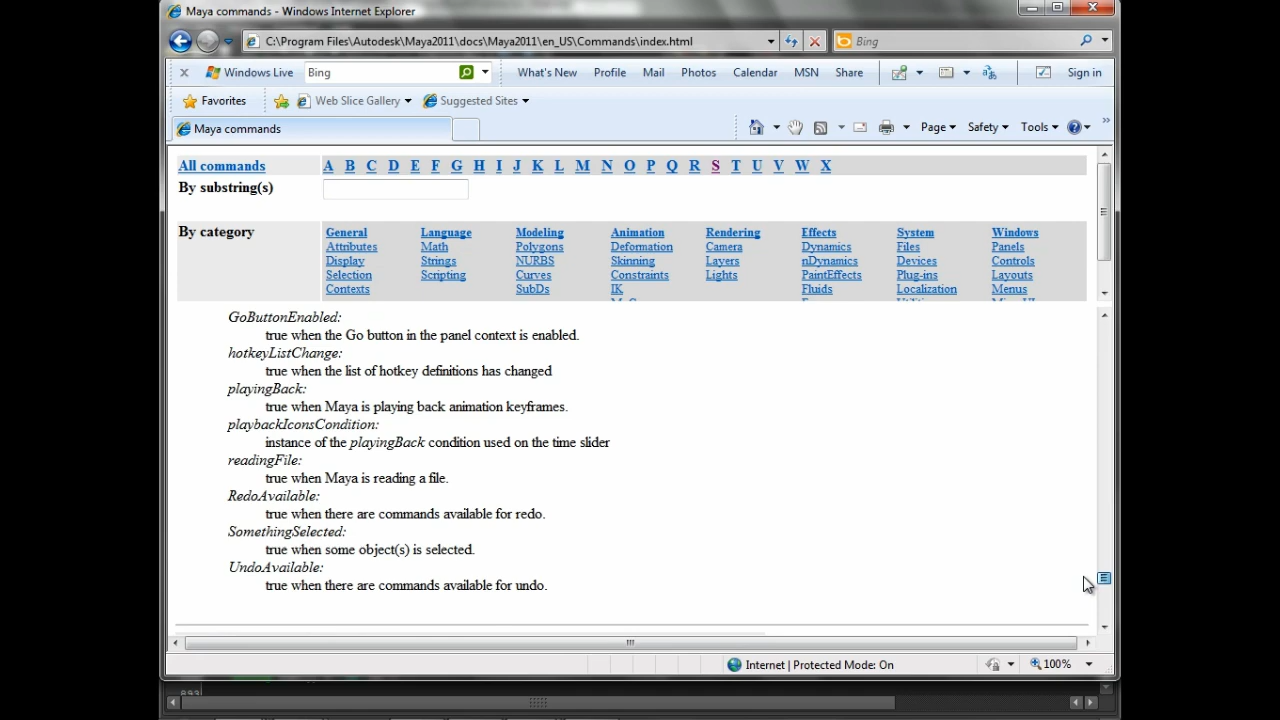 Maya commands - Windows Internet Explorer
C:\Program Files\Autodesk\Maya2011\docs\Maya2011\en_US\Commands\index.html
Bing
Windows Live Bing What's New Profile Mail Photos Calendar MSN Share Sign in
Favorites Web Slice Gallery Suggested Sites
Maya commands Page Safety Tools
All commands A B C D E F G H I J K L M N O P Q R S T U V W X
By substring(s)
By category General Language Modeling Animation Rendering Effects System Windows
Attributes Math Polygons Deformation Camera Dynamics Files Panels
Display Strings NURBS Skinning Layers nDynamics Devices Controls
Selection Scripting Curves Constraints Lights PaintEffects Plug-ins Layouts
Contexts SubDs IK Fluids Localization Menus
GoButtonEnabled:
true when the Go button in the panel context is enabled.
hotkeyListChange:
true when the list of hotkey definitions has changed
playingBack:
true when Maya is playing back animation keyframes.
playbackIconsCondition:
instance of the playingBack condition used on the time slider
readingFile:
true when Maya is reading a file.
RedoAvailable:
true when there are commands available for redo.
SomethingSelected:
true when some object(s) is selected.
UndoAvailable:
true when there are commands available for undo.
Internet | Protected Mode: On 100%